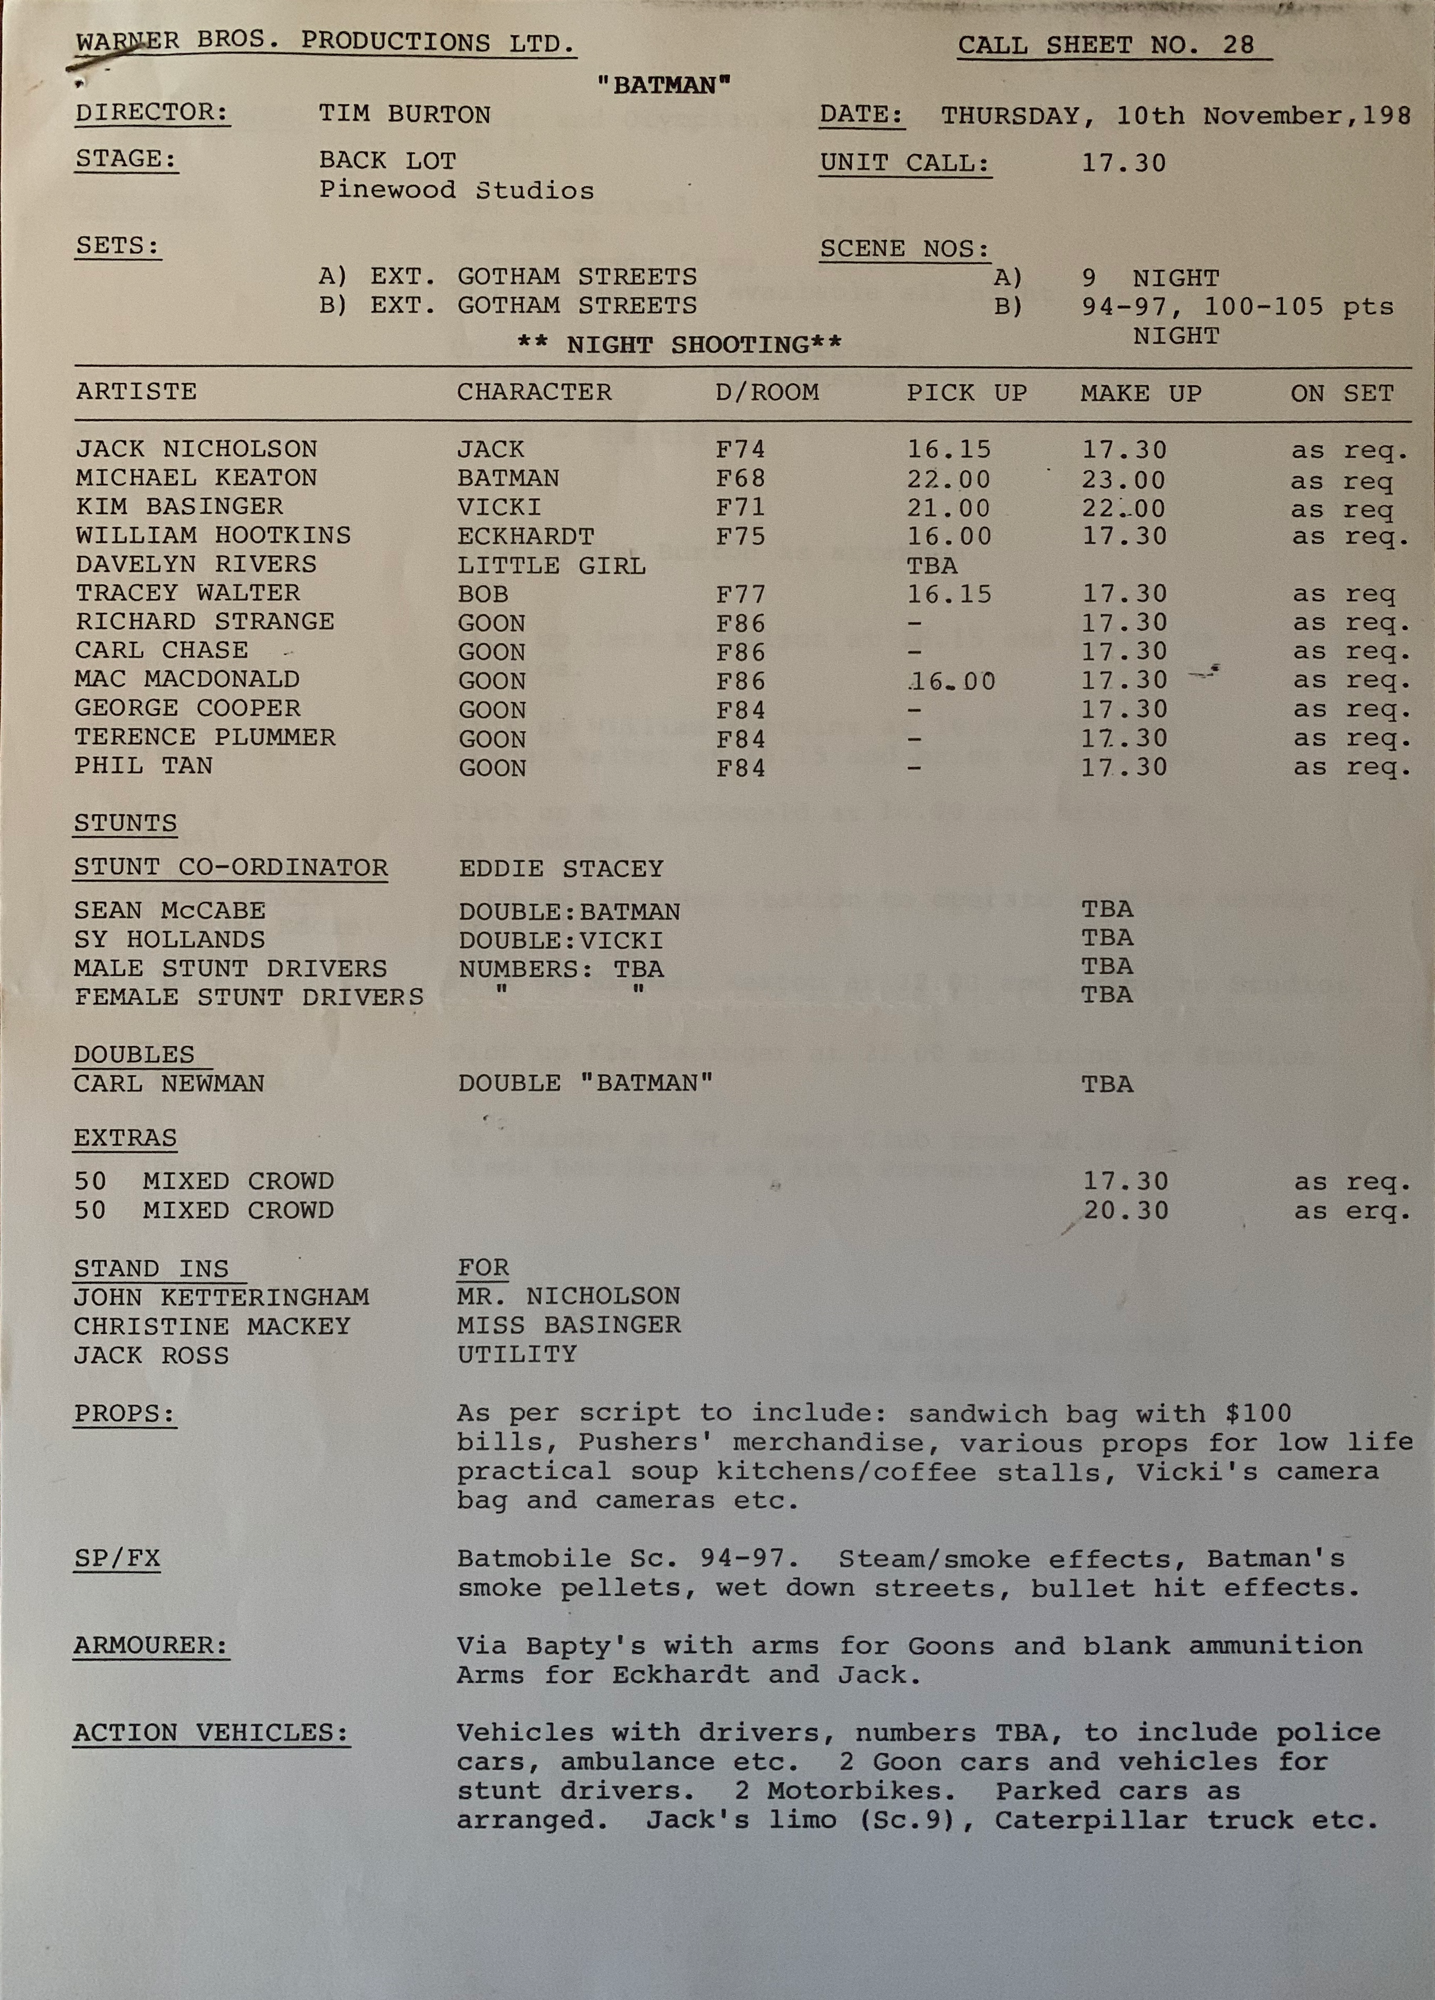 WARNER BROS. PRODUCTIONS LTD. CALL SHEET NO. 28
"BATMAN"
DIRECTOR: TIM BURTON DATE: THURSDAY, 10th November,198
STAGE: BACK LOT UNIT CALL: 17.30
Pinewood Studios
SETS: SCENE NOS:
A) EXT. GOTHAM STREETS A) 9 NIGHT
B) EXT. GOTHAM STREETS B) 94-97, 100-105 pts
** NIGHT SHOOTING** NIGHT
ARTISTE CHARACTER D/ROOM PICK UP MAKE UP ON SET
JACK NICHOLSON JACK F74 16.15 17.30 as req.
MICHAEL KEATON BATMAN F68 22.00 23.00 as req
KIM BASINGER VICKI F71 21.00 22.00 as req
WILLIAM HOOTKINS ECKHARDT F75 16.00 17.30 as req.
DAVELYN RIVERS LITTLE GIRL TBA
TRACEY WALTER BOB F77 16.15 17.30 as req
RICHARD STRANGE GOON F86 - 17.30 as req.
CARL CHASE GOON F86 - 17.30 as req.
MAC MACDONALD GOON F86 16.00 17.30 as req.
GEORGE COOPER GOON F84 - 17.30 as req.
TERENCE PLUMMER GOON F84 - 17.30 as req.
PHIL TAN GOON F84 - 17.30 as req.
STUNTS
STUNT CO-ORDINATOR EDDIE STACEY
SEAN McCABE DOUBLE:BATMAN TBA
SY HOLLANDS DOUBLE:VICKI TBA
MALE STUNT DRIVERS NUMBERS: TBA TBA
FEMALE STUNT DRIVERS " " TBA
DOUBLES
CARL NEWMAN DOUBLE "BATMAN" TBA
EXTRAS
50 MIXED CROWD 17.30 as req.
50 MIXED CROWD 20.30 as erq.
STAND INS FOR
JOHN KETTERINGHAM MR. NICHOLSON
CHRISTINE MACKEY MISS BASINGER
JACK ROSS UTILITY
PROPS: As per script to include: sandwich bag with $100
bills, Pushers' merchandise, various props for low life
practical soup kitchens/coffee stalls, Vicki's camera
bag and cameras etc.
SP/FX Batmobile Sc. 94-97. Steam/smoke effects, Batman's
smoke pellets, wet down streets, bullet hit effects.
ARMOURER: Via Bapty's with arms for Goons and blank ammunition
Arms for Eckhardt and Jack.
ACTION VEHICLES: Vehicles with drivers, numbers TBA, to include police
cars, ambulance etc. 2 Goon cars and vehicles for
stunt drivers. 2 Motorbikes. Parked cars as
arranged. Jack's limo (Sc.9), Caterpillar truck etc.